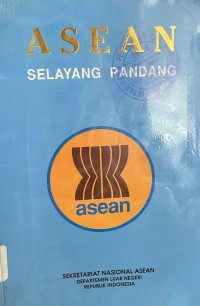 ASEAN
SELAYANG PANDANG
asean
SEKRETARIAT NASIONAL ASEAN
DEPARTEMEN LUAR NEGERI
REPUBLIK INDONESIA